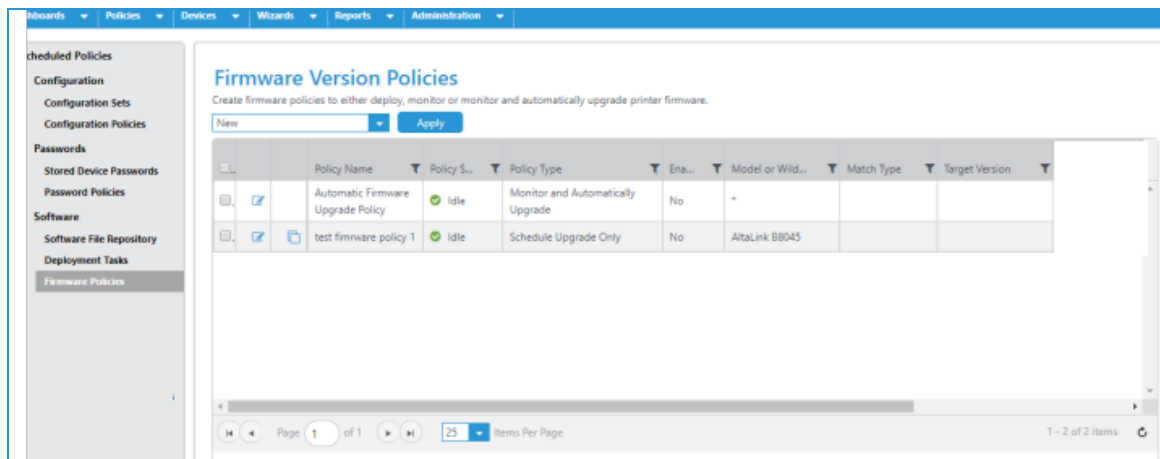 hboards Policies Devices Wizards Reports Administration
cheduled Policies
Configuration
Configuration Sets
Configuration Policies
Passwords
Stored Device Passwords
Password Policies
Software
Software File Repository
Deployment Tasks
Firmware Policies
Firmware Version Policies
Create firmware policies to either deploy, monitor or monitor and automatically upgrade printer firmware.
New Apply
Policy Name Policy S... Policy Type Ena... Model or Wild... Match Type Target Version
Automatic Firmware Monitor and Automatically
Upgrade Policy Idle Upgrade No *
test fimrware policy 1 Idle Schedule Upgrade Only No AltaLink B8045
Page 1 of 1 25 Items Per Page 1 - 2 of 2 items